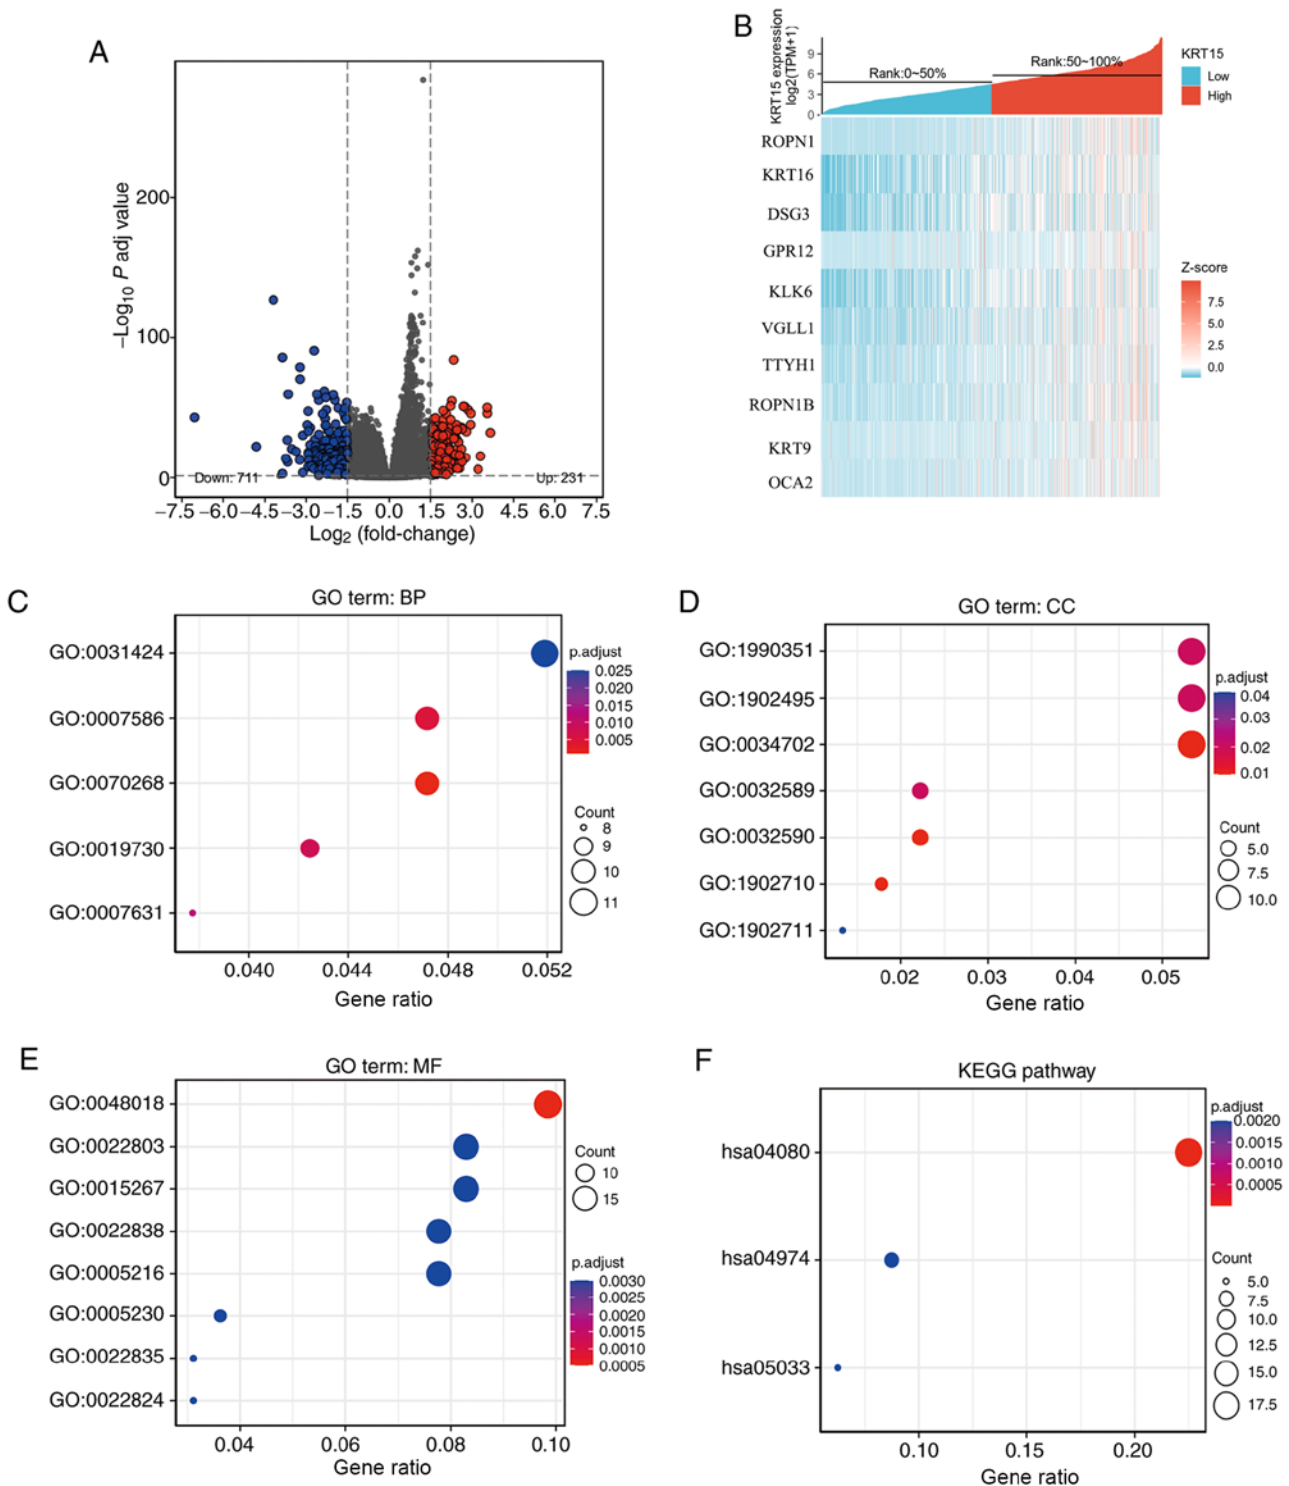 A
−Log10 P adj value
200
100
0
Down: 711
Up: 231
−7.5 −6.0 −4.5 −3.0 −1.5 0.0 1.5 3.0 4.5 6.0 7.5
Log2 (fold-change)
B
KRT15 expression
log2(TPM+1)
9
6
3
0
Rank:0~50%
Rank:50~100%
KRT15
Low
High
ROPN1
KRT16
DSG3
GPR12
KLK6
VGLL1
TTYH1
ROPN1B
KRT9
OCA2
Z-score
7.5
5.0
2.5
0.0
C
GO term: BP
GO:0031424
GO:0007586
GO:0070268
GO:0019730
GO:0007631
0.040 0.044 0.048 0.052
Gene ratio
p.adjust
0.025
0.020
0.015
0.010
0.005
Count
8
9
10
11
D
GO term: CC
GO:1990351
GO:1902495
GO:0034702
GO:0032589
GO:0032590
GO:1902710
GO:1902711
0.02 0.03 0.04 0.05
Gene ratio
p.adjust
0.04
0.03
0.02
0.01
Count
5.0
7.5
10.0
E
GO term: MF
GO:0048018
GO:0022803
GO:0015267
GO:0022838
GO:0005216
GO:0005230
GO:0022835
GO:0022824
0.04 0.06 0.08 0.10
Gene ratio
Count
10
15
p.adjust
0.0030
0.0025
0.0020
0.0015
0.0010
0.0005
F
KEGG pathway
hsa04080
hsa04974
hsa05033
0.10 0.15 0.20
Gene ratio
p.adjust
0.0020
0.0015
0.0010
0.0005
Count
5.0
7.5
10.0
12.5
15.0
17.5